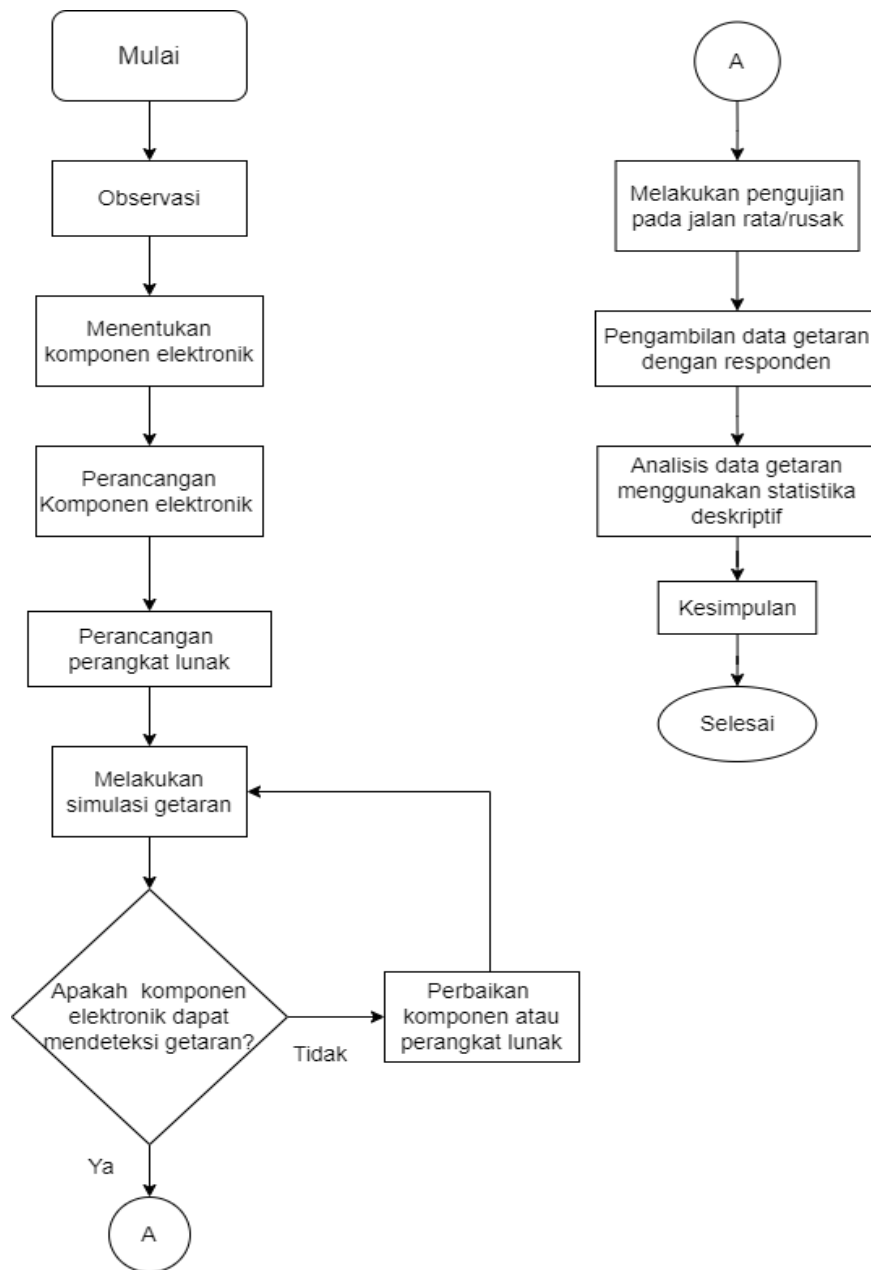 Mulai
Observasi
Menentukan
komponen elektronik
Perancangan
Komponen elektronik
Perancangan
perangkat lunak
Melakukan
simulasi getaran
Apakah komponen
elektronik dapat
mendeteksi getaran?
Tidak
Perbaikan
komponen atau
perangkat lunak
Ya
A
A
Melakukan pengujian
pada jalan rata/rusak
Pengambilan data getaran
dengan responden
Analisis data getaran
menggunakan statistika
deskriptif
Kesimpulan
Selesai